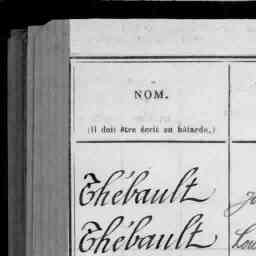 NOM.
(Il doit être écrit en bâtarde.)
Thébault
Thébault